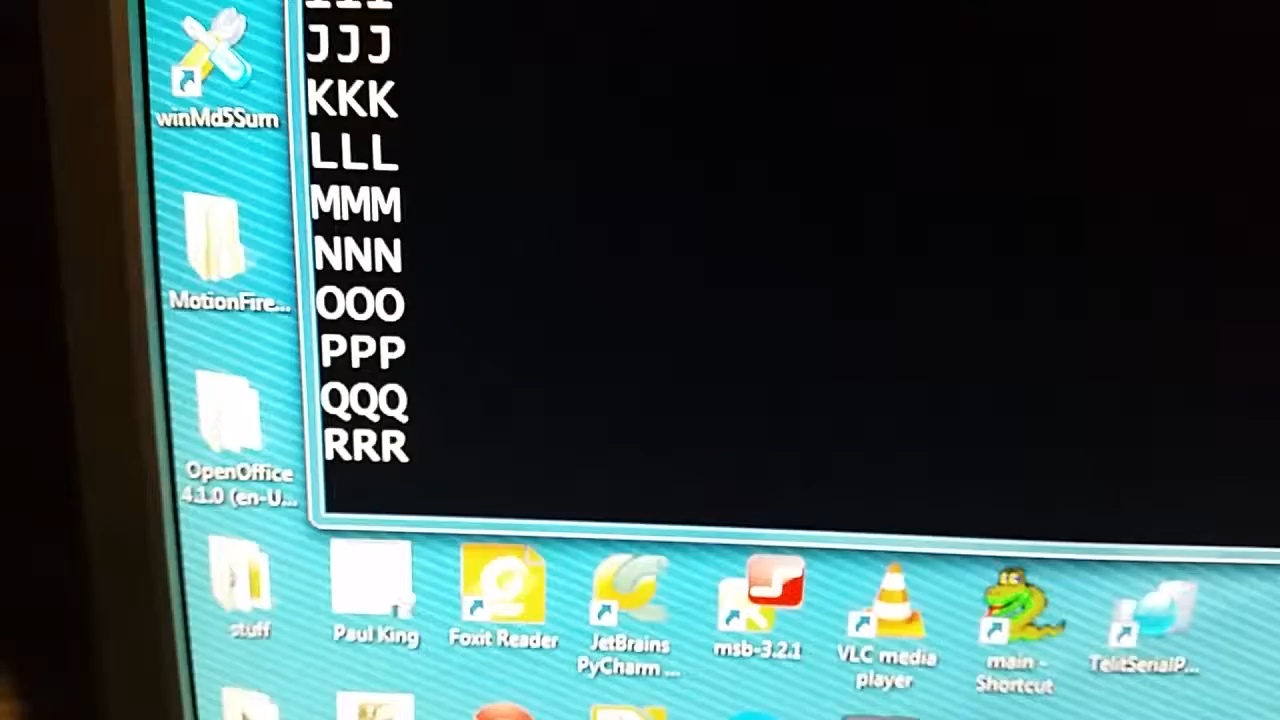 III
JJJ
KKK
LLL
MMM
NNN
OOO
PPP
QQQ
RRR
winMd5Sum
MotionFire...
OpenOffice
4.1.0 (en-U...
stuff
Paul King
Foxit Reader
JetBrains
PyCharm ...
msb-3.2.1
VLC media
player
main -
Shortcut
TelitSerialP...